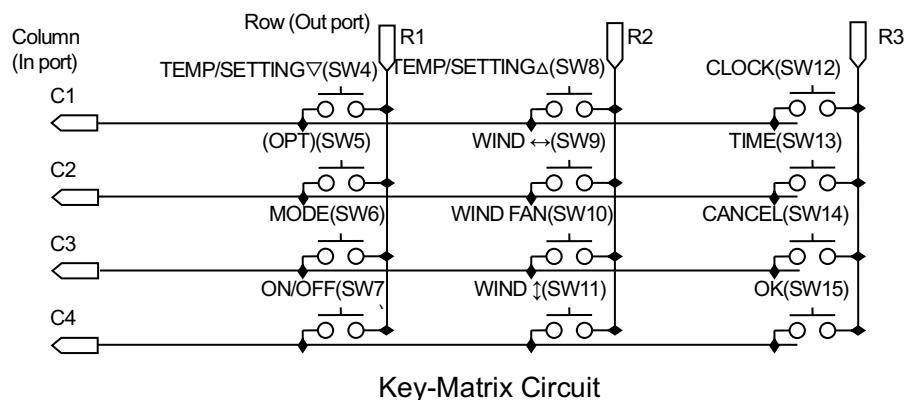 Row (Out port)
Column
(In port)
R1
R2
R3
TEMP/SETTING▽(SW4)
TEMP/SETTING△(SW8)
CLOCK(SW12)
C1
(OPT)(SW5)
WIND ↔(SW9)
TIME(SW13)
C2
MODE(SW6)
WIND FAN(SW10)
CANCEL(SW14)
C3
ON/OFF(SW7
WIND ↕(SW11)
OK(SW15)
C4
Key-Matrix Circuit